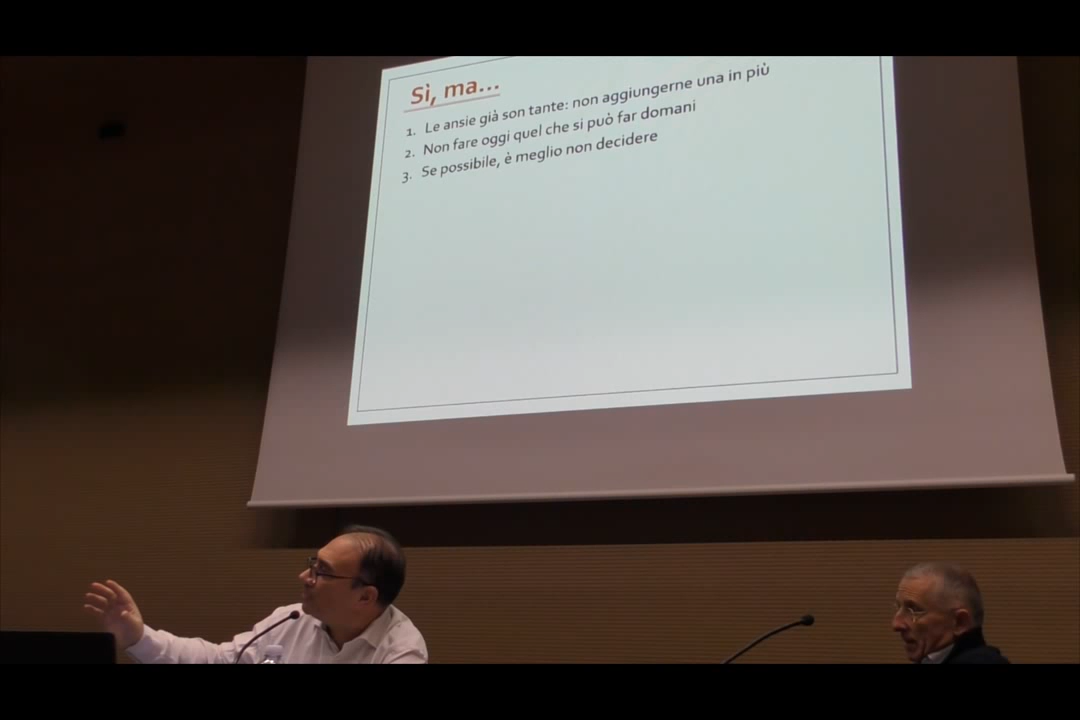 Sì, ma...
1. Le ansie già son tante: non aggiungerne una in più
2. Non fare oggi quel che si può far domani
3. Se possibile, è meglio non decidere